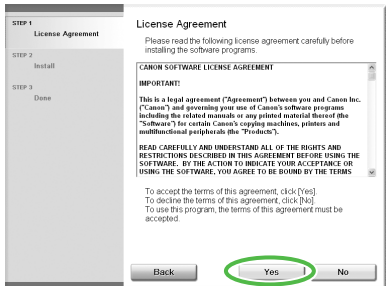 STEP 1
License Agreement
STEP 2
Install
STEP 3
Done
License Agreement
Please read the following license agreement carefully before
installing the software programs.
CANON SOFTWARE LICENSE AGREEMENT
IMPORTANT!
This is a legal agreement ("Agreement") between you and Canon Inc.
("Canon") and governing your use of Canon's software programs
including the related manuals or any printed material thereof (the
"Software") for certain Canon's copying machines, printers and
multifunctional peripherals (the "Products").
READ CAREFULLY AND UNDERSTAND ALL OF THE RIGHTS AND
RESTRICTIONS DESCRIBED IN THIS AGREEMENT BEFORE USING THE
SOFTWARE. BY THE ACTION TO INDICATE YOUR ACCEPTANCE OR
USING THE SOFTWARE, YOU AGREE TO BE BOUND BY THE TERMS
To accept the terms of this agreement, click [Yes].
To decline the terms of this agreement, click [No].
To use this program, the terms of this agreement must be
accepted.
Back
Yes
No